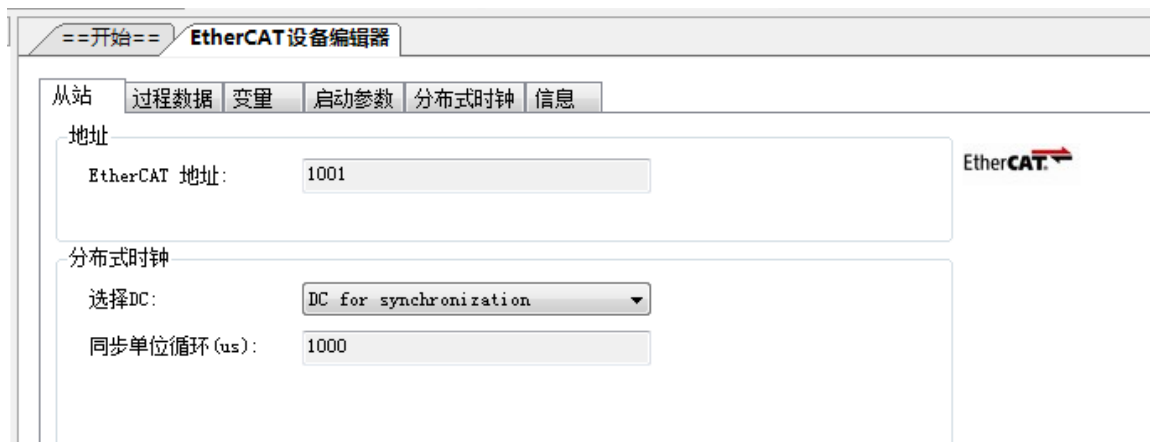 ==开始== EtherCAT设备编辑器
从站 过程数据 变量 启动参数 分布式时钟 信息
地址
EtherCAT 地址: 1001
EtherCAT.
分布式时钟
选择DC: DC for synchronization
同步单位循环(us): 1000